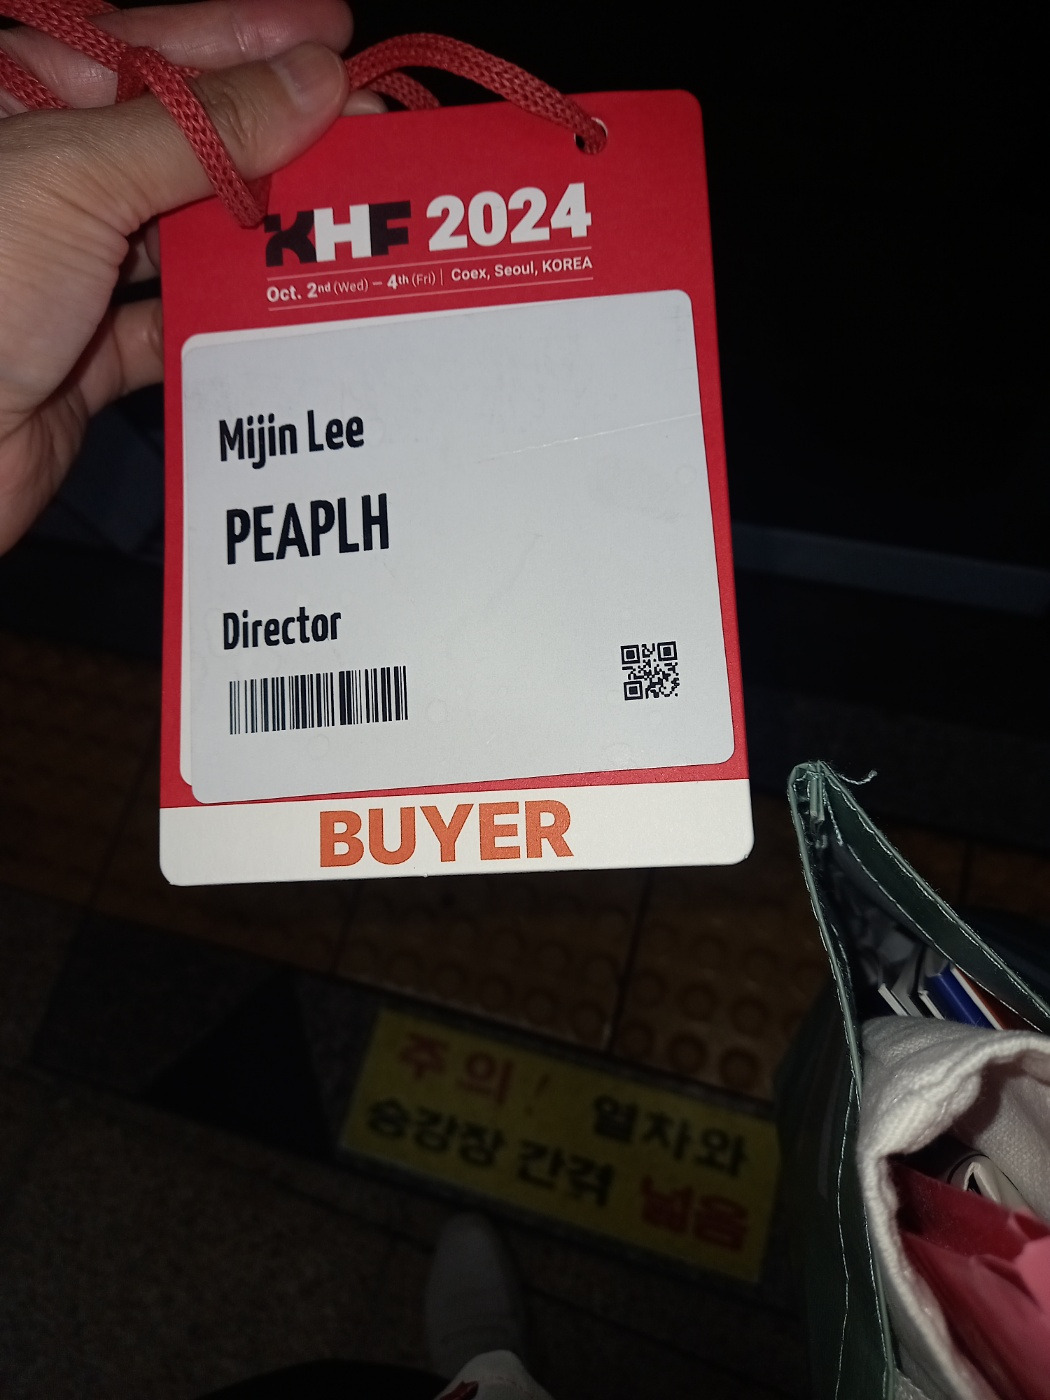 KHF 2024
Oct. 2nd (Wed) – 4th (Fri) | Coex, Seoul, KOREA
Mijin Lee
PEAPLH
Director
BUYER
주의! 열차와
승강장 간격 넓음